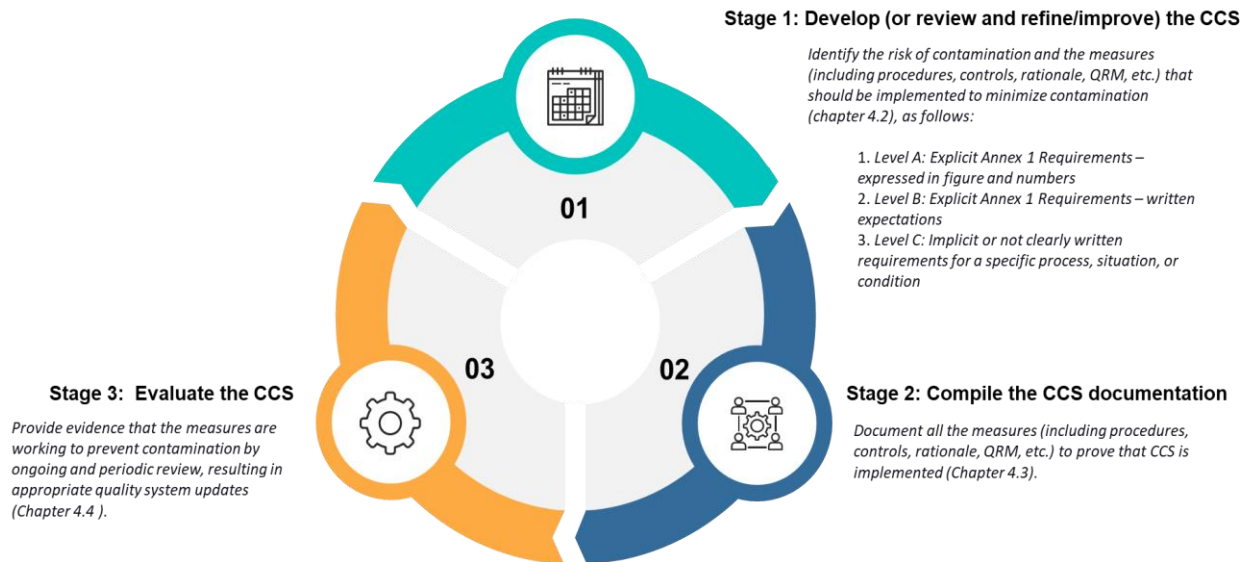 Stage 1: Develop (or review and refine/improve) the CCS
Identify the risk of contamination and the measures
(including procedures, controls, rationale, QRM, etc.) that
should be implemented to minimize contamination
(chapter 4.2), as follows:
1. Level A: Explicit Annex 1 Requirements –
expressed in figure and numbers
2. Level B: Explicit Annex 1 Requirements – written
expectations
3. Level C: Implicit or not clearly written
requirements for a specific process, situation, or
condition
01
02
03
Stage 2: Compile the CCS documentation
Document all the measures (including procedures,
controls, rationale, QRM, etc.) to prove that CCS is
implemented (Chapter 4.3).
Stage 3: Evaluate the CCS
Provide evidence that the measures are
working to prevent contamination by
ongoing and periodic review, resulting in
appropriate quality system updates
(Chapter 4.4 ).